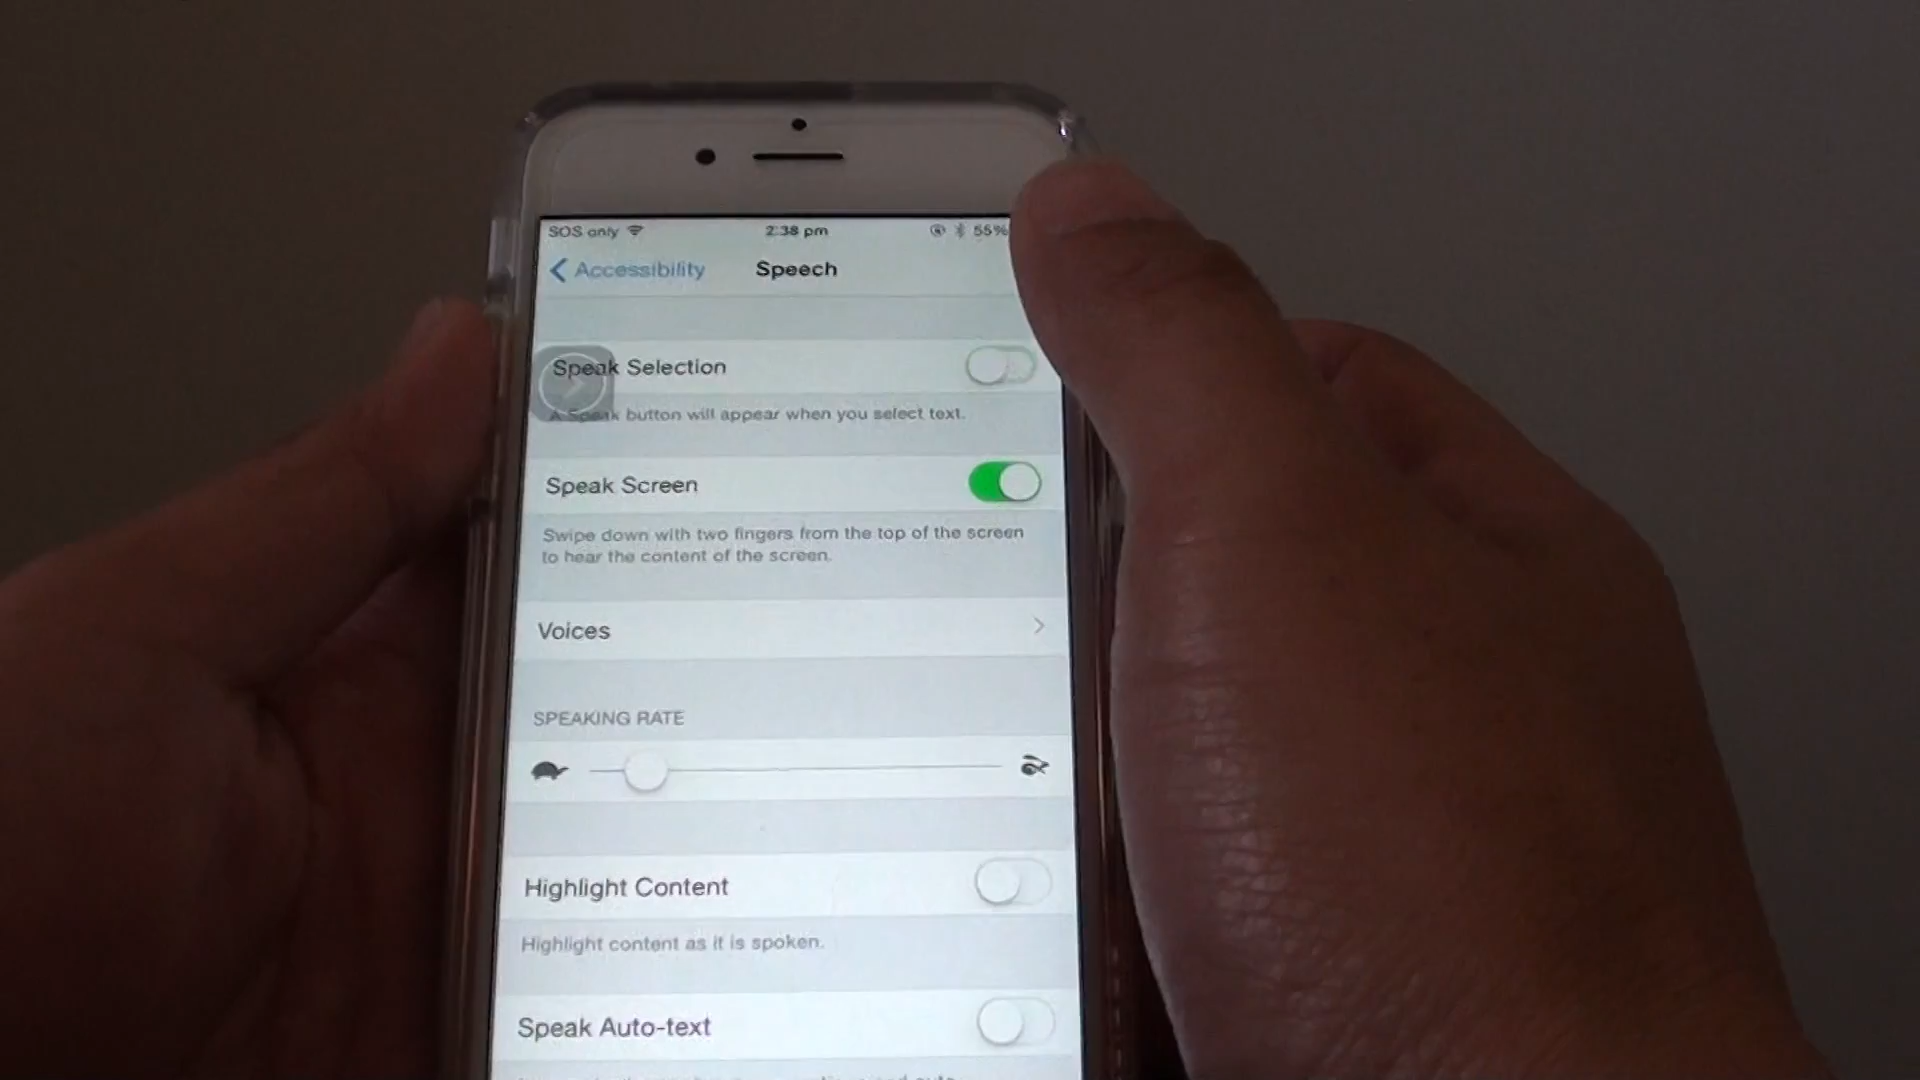 SOS only
2:38 pm
55%
Accessibility
Speech
Speak Selection
A Speak button will appear when you select text.
Speak Screen
Swipe down with two fingers from the top of the screen
to hear the content of the screen.
Voices
SPEAKING RATE
Highlight Content
Highlight content as it is spoken.
Speak Auto-text